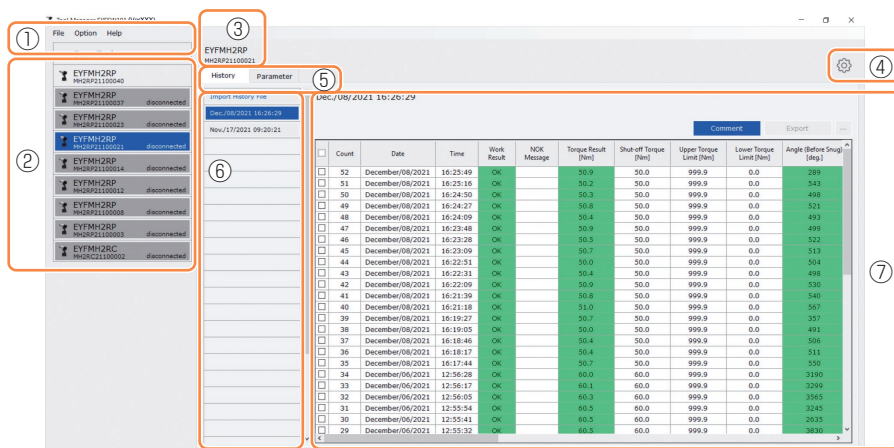 ①
File Option Help
③
EYFMH2RP
MH2RP21100021
④
②
EYFMH2RP
MH2RP21100040
EYFMH2RP
MH2RP21100037 disconnected
EYFMH2RP
MH2RP21100023 disconnected
EYFMH2RP
MH2RP21100021 disconnected
EYFMH2RP
MH2RP21100014 disconnected
EYFMH2RP
MH2RP21100012 disconnected
EYFMH2RP
MH2RP21100008 disconnected
EYFMH2RP
MH2RP21100003 disconnected
EYFMH2RC
MH2RC21100002 disconnected
History Parameter
⑤
Import History File
Dec./08/2021 16:26:29
Nov./17/2021 09:20:21
⑥
Dec./08/2021 16:26:29
Comment Export ...
Count Date Time Work Result NOK Message Torque Result [Nm] Shut-off Torque [Nm] Upper Torque Limit [Nm] Lower Torque Limit [Nm] Angle (Before Snug) [deg.]
52 December/08/2021 16:25:49 OK 50.9 50.0 999.9 0.0 289
51 December/08/2021 16:25:16 OK 50.2 50.0 999.9 0.0 543
50 December/08/2021 16:24:50 OK 50.3 50.0 999.9 0.0 498
49 December/08/2021 16:24:27 OK 50.8 50.0 999.9 0.0 521
48 December/08/2021 16:24:09 OK 50.4 50.0 999.9 0.0 493
47 December/08/2021 16:23:48 OK 50.9 50.0 999.9 0.0 499
46 December/08/2021 16:23:28 OK 50.5 50.0 999.9 0.0 522
45 December/08/2021 16:23:09 OK 50.7 50.0 999.9 0.0 513
44 December/08/2021 16:22:51 OK 50.0 50.0 999.9 0.0 504
43 December/08/2021 16:22:31 OK 50.4 50.0 999.9 0.0 498
42 December/08/2021 16:22:09 OK 50.9 50.0 999.9 0.0 530
41 December/08/2021 16:21:39 OK 50.8 50.0 999.9 0.0 540
40 December/08/2021 16:21:18 OK 51.0 50.0 999.9 0.0 567
39 December/08/2021 16:19:27 OK 50.7 50.0 999.9 0.0 357
38 December/08/2021 16:19:05 OK 50.0 50.0 999.9 0.0 491
37 December/08/2021 16:18:46 OK 50.4 50.0 999.9 0.0 506
36 December/08/2021 16:18:17 OK 50.4 50.0 999.9 0.0 511
35 December/08/2021 16:17:44 OK 50.7 50.0 999.9 0.0 550
34 December/06/2021 12:56:28 OK 60.0 60.0 999.9 0.0 3190
33 December/06/2021 12:56:17 OK 60.1 60.0 999.9 0.0 3299
32 December/06/2021 12:56:05 OK 60.3 60.0 999.9 0.0 3565
31 December/06/2021 12:55:54 OK 60.5 60.0 999.9 0.0 3245
30 December/06/2021 12:55:41 OK 60.5 60.0 999.9 0.0 2635
29 December/06/2021 12:55:32 OK 60.5 60.0 999.9 0.0 3830
⑦